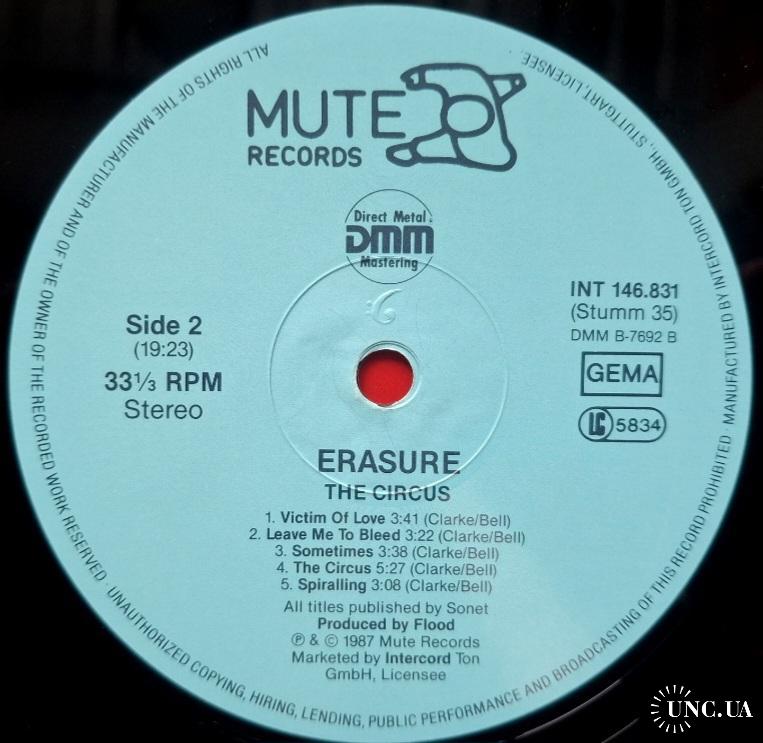 MUTE
RECORDS
Direct Metal
DMM
Mastering
Side 2
(19:23)
33⅓ RPM
Stereo
INT 146.831
(Stumm 35)
DMM B-7692 B
GEMA
LC 5834
ERASURE
THE CIRCUS
1. Victim Of Love 3:41 (Clarke/Bell)
2. Leave Me To Bleed 3:22 (Clarke/Bell)
3. Sometimes 3:38 (Clarke/Bell)
4. The Circus 5:27 (Clarke/Bell)
5. Spiralling 3:08 (Clarke/Bell)
All titles published by Sonet
Produced by Flood
℗ & © 1987 Mute Records
Marketed by Intercord Ton
GmbH, Licensee
ALL RIGHTS OF THE MANUFACTURER AND OF THE OWNER OF THE RECORDED WORK RESERVED · UNAUTHORIZED COPYING, HIRING, LENDING, PUBLIC PERFORMANCE AND BROADCASTING OF THIS RECORD PROHIBITED · MANUFACTURED BY INTERCORD TON GMBH., STUTTGART, LICENSEE.
UNC.UA